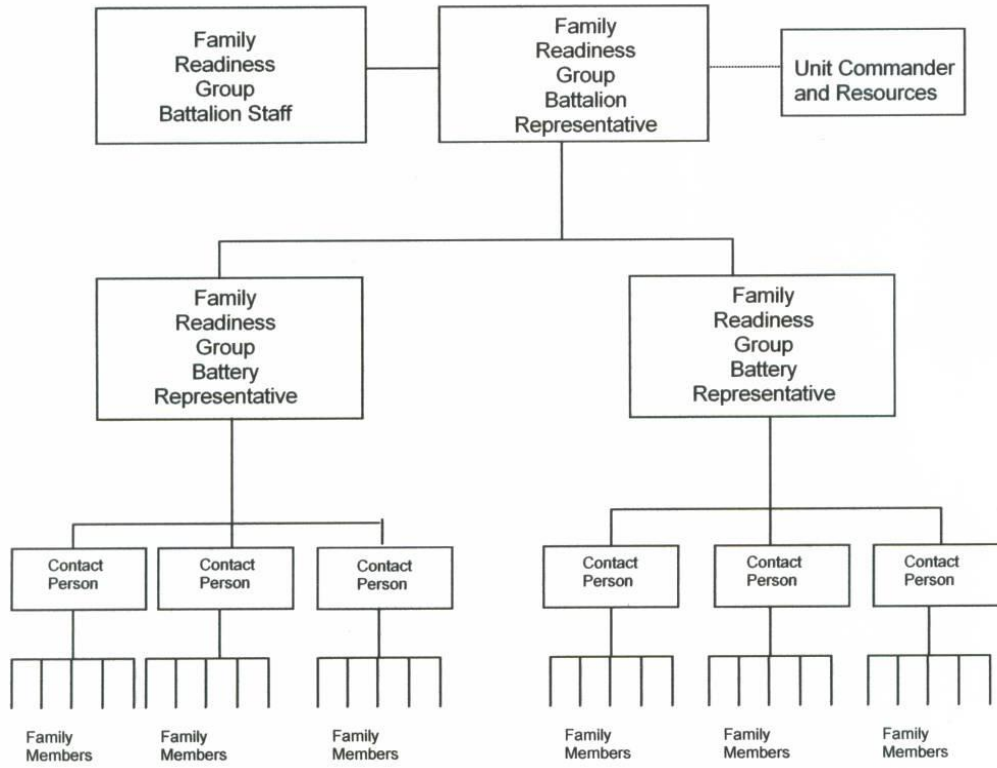 Family
Readiness
Group
Battalion Staff
Family
Readiness
Group
Battalion
Representative
Unit Commander
and Resources
Family
Readiness
Group
Battery
Representative
Family
Readiness
Group
Battery
Representative
Contact
Person
Contact
Person
Contact
Person
Contact
Person
Contact
Person
Contact
Person
Family
Members
Family
Members
Family
Members
Family
Members
Family
Members
Family
Members